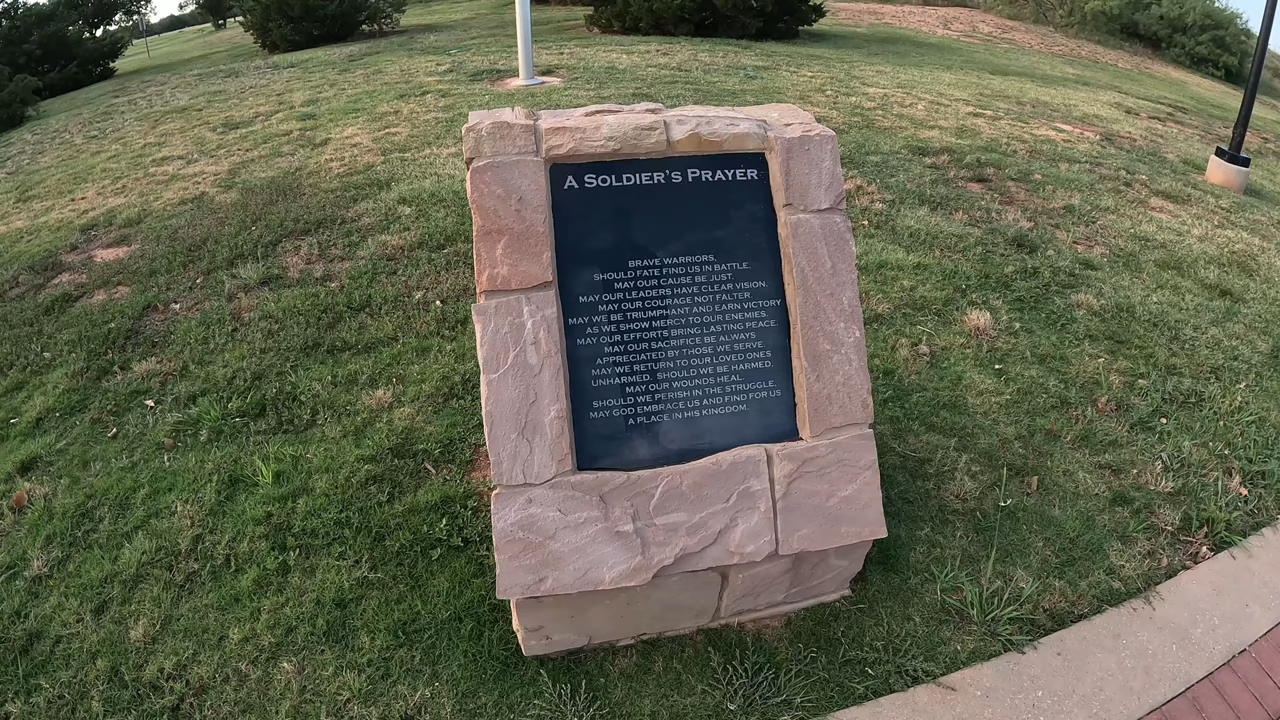 A SOLDIER'S PRAYER
BRAVE WARRIORS,
SHOULD FATE FIND US IN BATTLE,
MAY OUR CAUSE BE JUST.
MAY OUR LEADERS HAVE CLEAR VISION.
MAY OUR COURAGE NOT FALTER.
MAY WE BE TRIUMPHANT AND EARN VICTORY
AS WE SHOW MERCY TO OUR ENEMIES.
MAY OUR EFFORTS BRING LASTING PEACE.
MAY OUR SACRIFICE BE ALWAYS
APPRECIATED BY THOSE WE SERVE.
MAY WE RETURN TO OUR LOVED ONES
UNHARMED. SHOULD WE BE HARMED,
MAY OUR WOUNDS HEAL.
SHOULD WE PERISH IN THE STRUGGLE,
MAY GOD EMBRACE US AND FIND FOR US
A PLACE IN HIS KINGDOM.